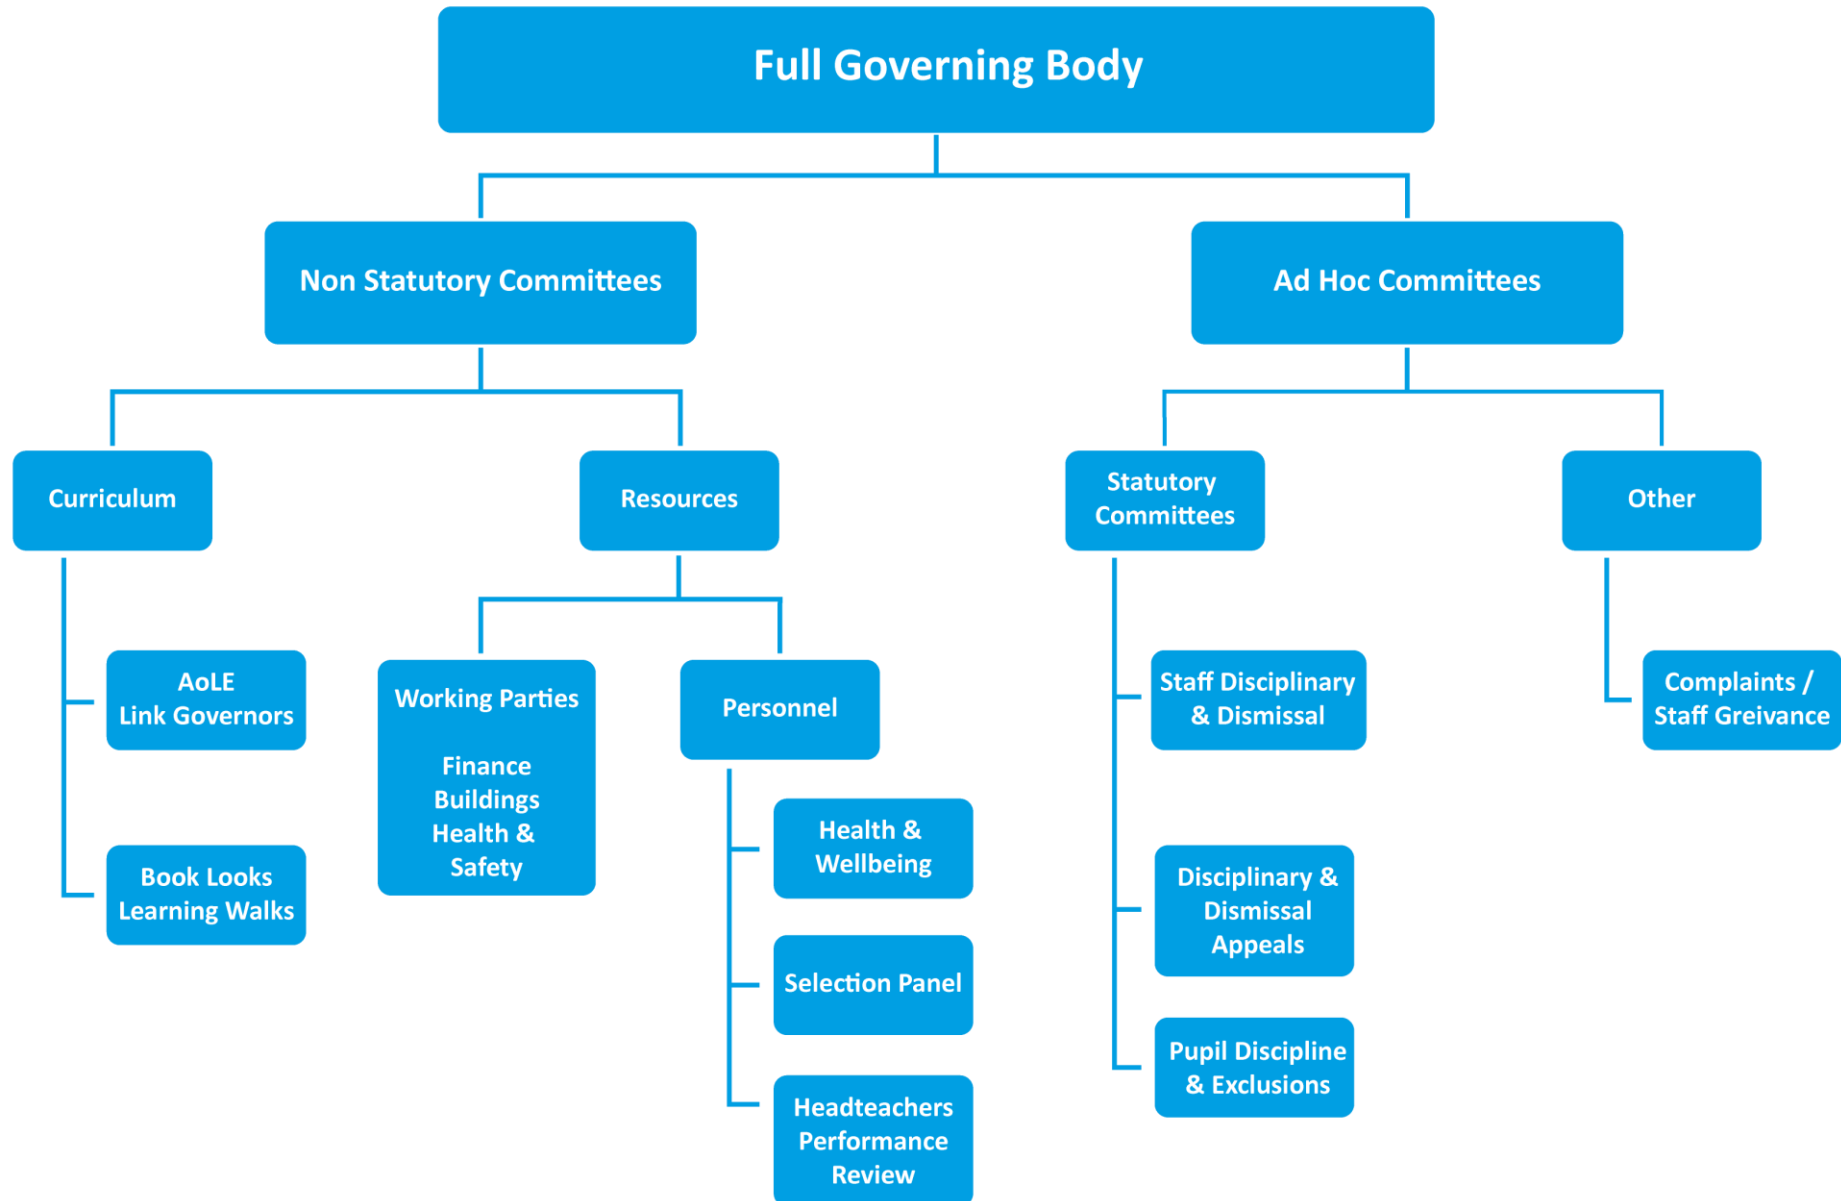 Full Governing Body
Non Statutory Committees
Ad Hoc Committees
Curriculum
Resources
Statutory
Committees
Other
AoLE
Link Governors
Book Looks
Learning Walks
Working Parties
Finance
Buildings
Health &
Safety
Personnel
Health &
Wellbeing
Selection Panel
Headteachers
Performance
Review
Staff Disciplinary
& Dismissal
Disciplinary &
Dismissal
Appeals
Pupil Discipline
& Exclusions
Complaints /
Staff Greivance